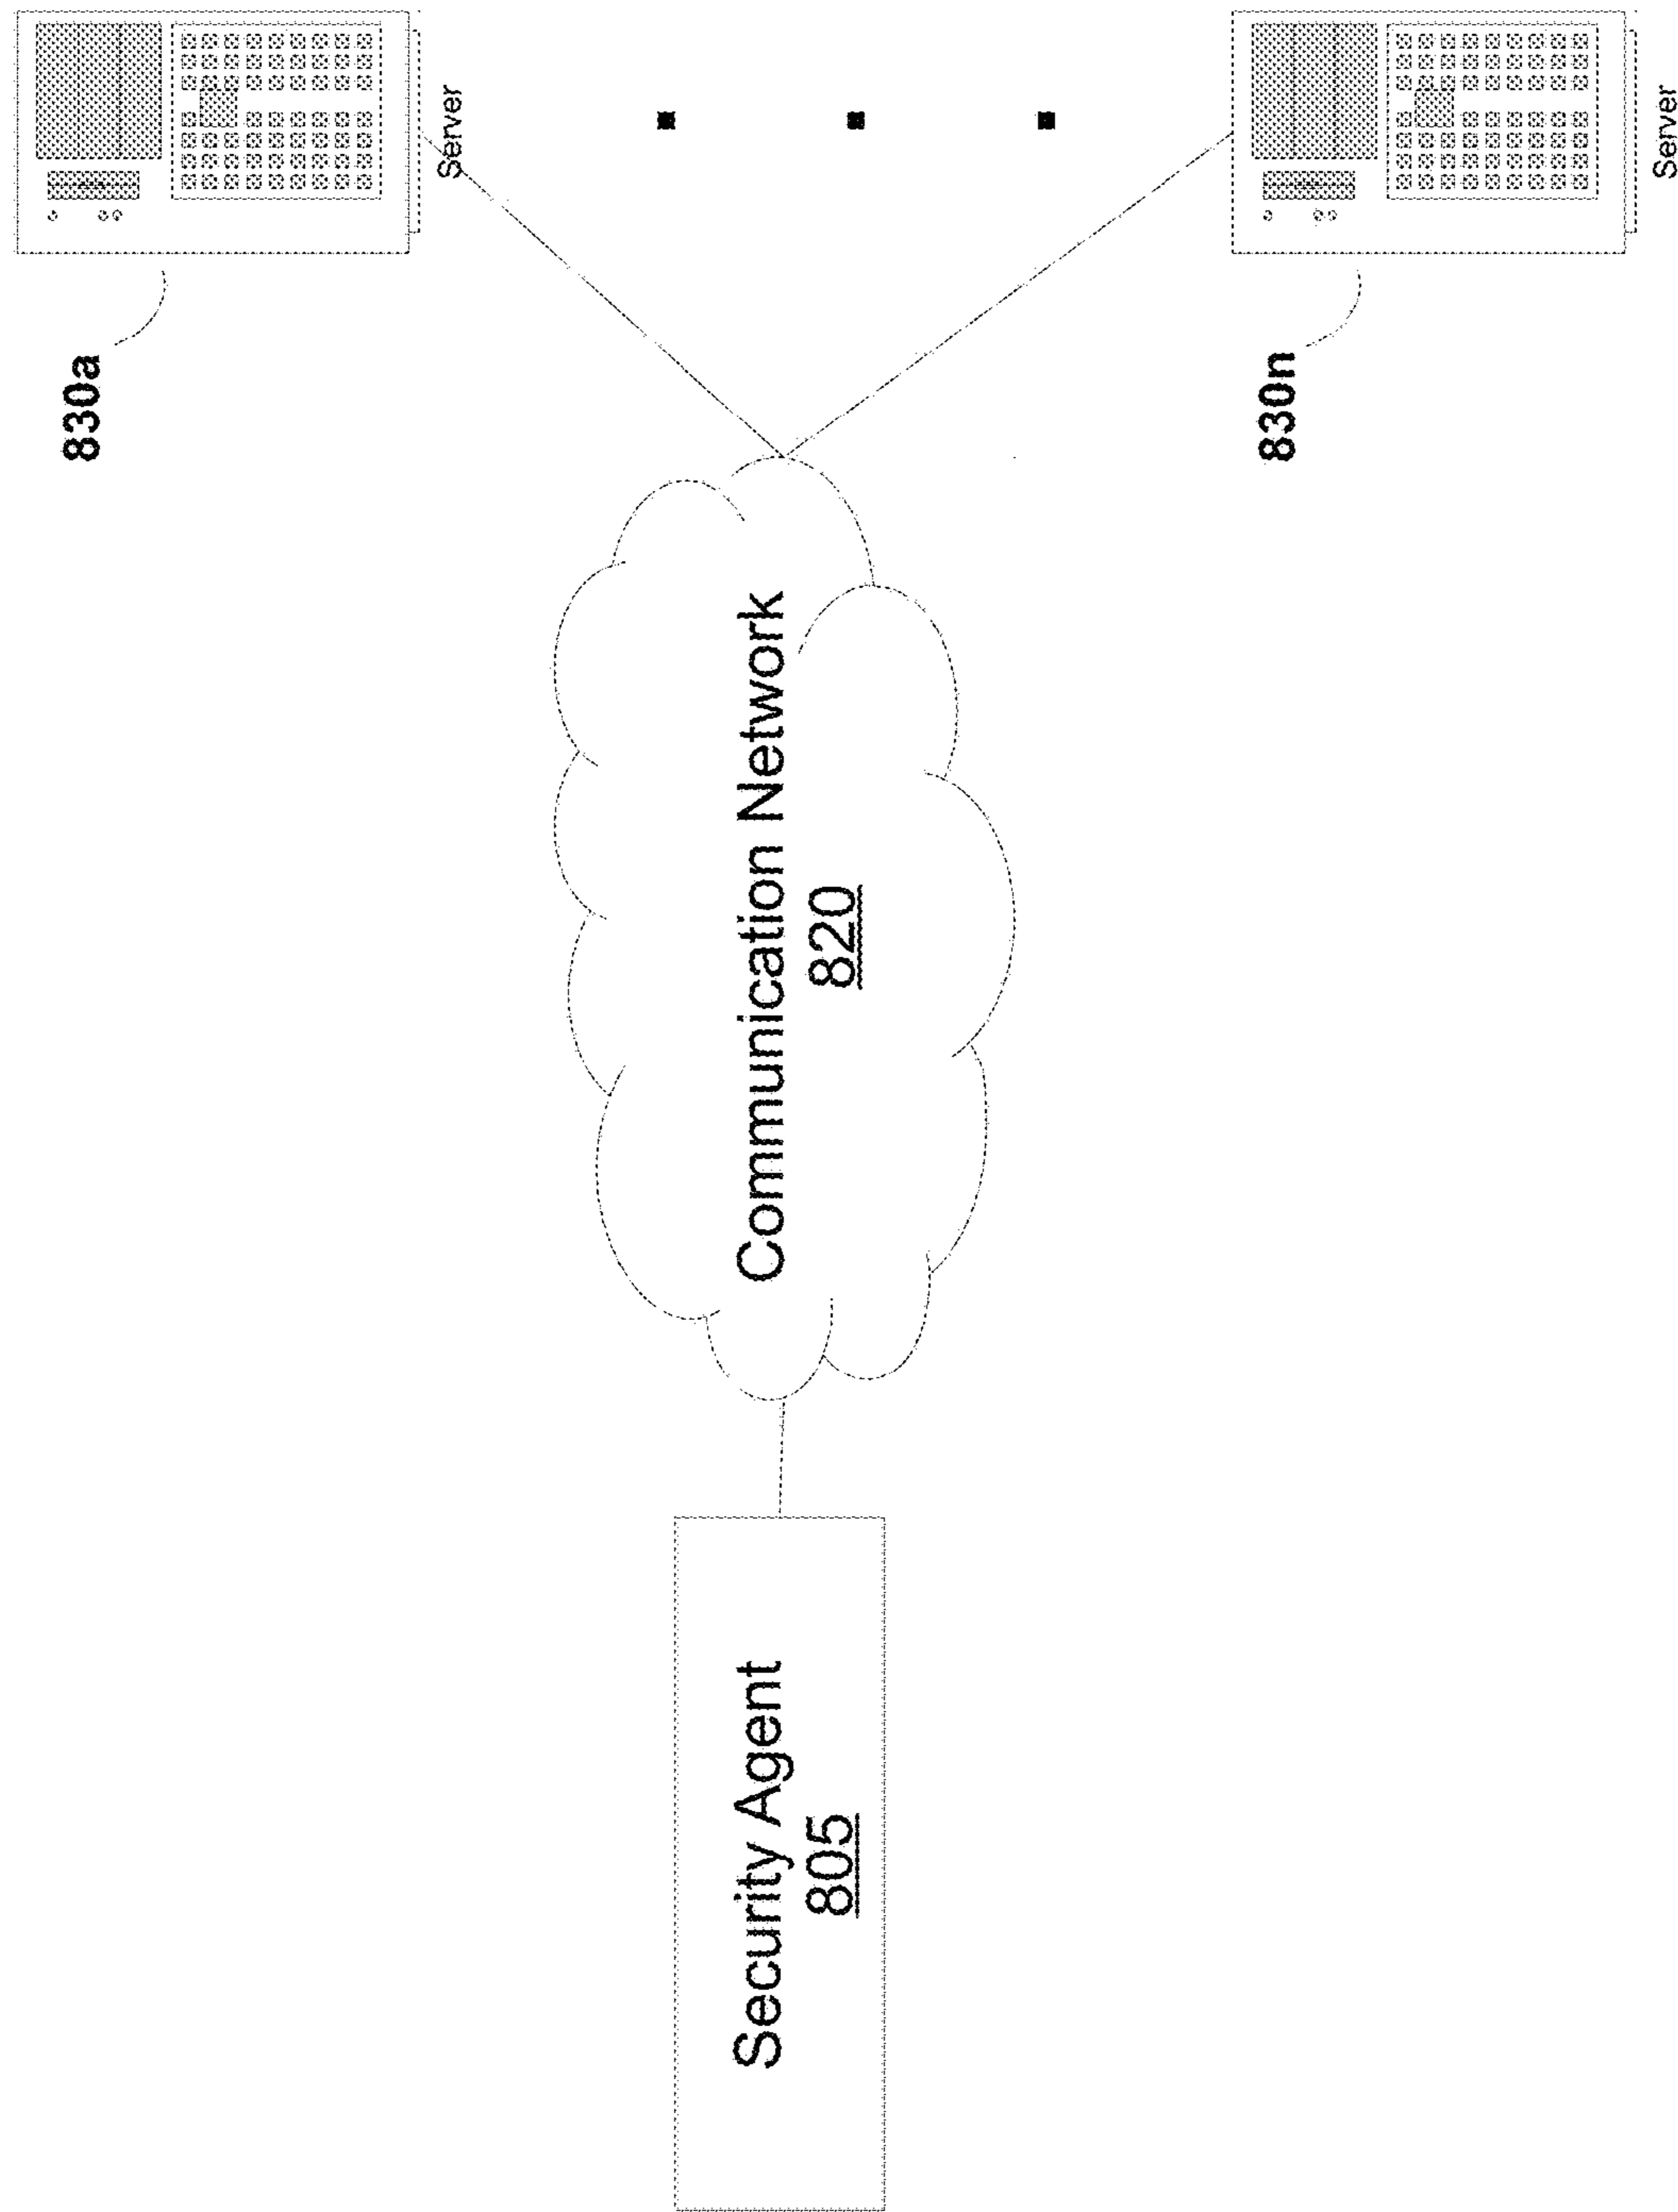 Security Agent
805
Communication Network
820
830a
Server
830n
Server